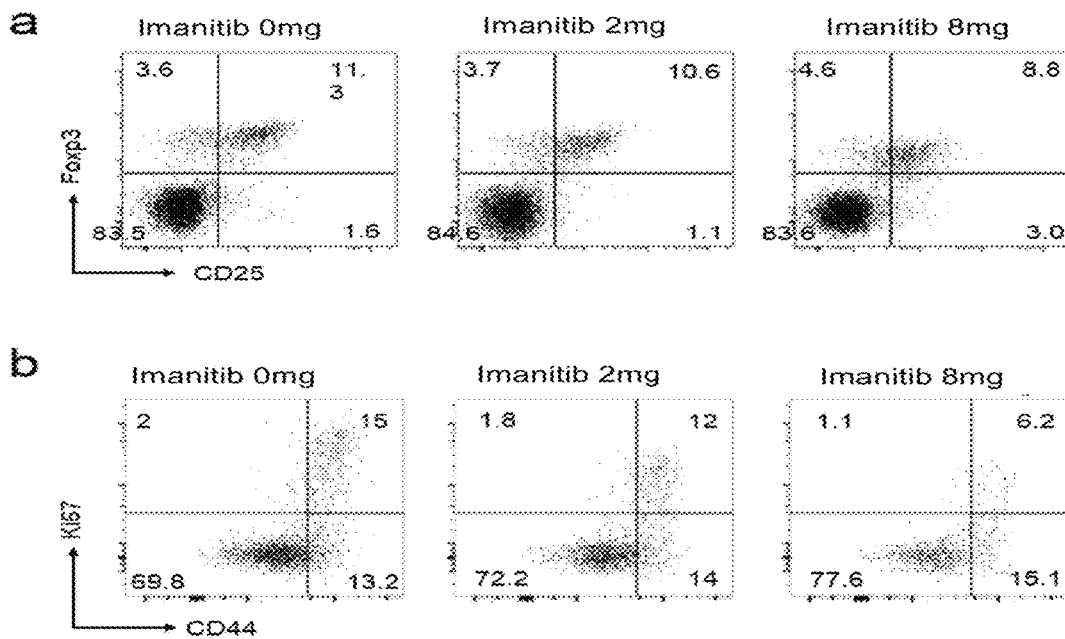 a
Imanitib 0mg Imanitib 2mg Imanitib 8mg
3.6 11. 3.7 10.6 4.6 8.8
3
Foxp3
83.5 1.6 84.6 1.1 83.6 3.0
CD25
b
Imanitib 0mg Imanitib 2mg Imanitib 8mg
2 15 1.8 12 1.1 6.2
Ki67
69.8 13.2 72.2 14 77.6 15.1
CD44